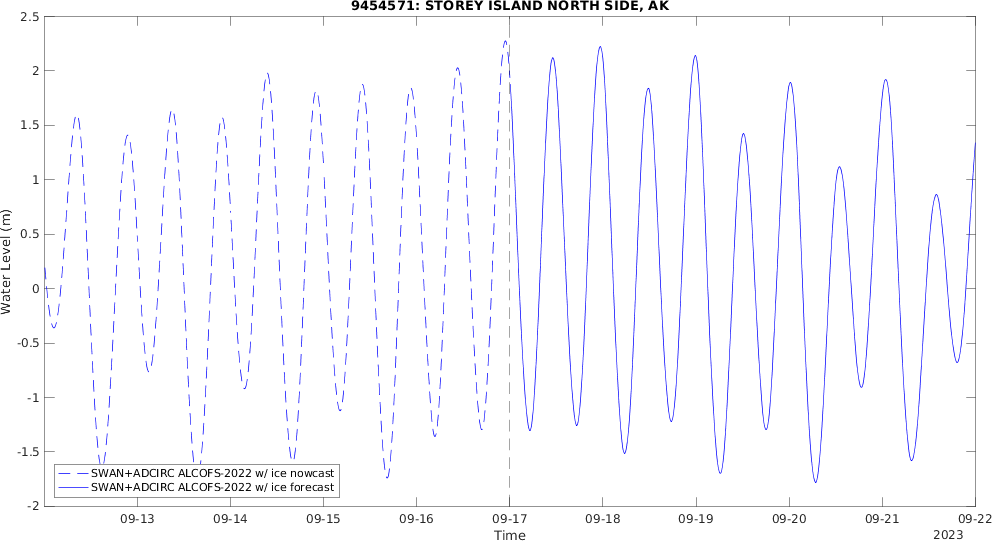 9454571: STOREY ISLAND NORTH SIDE, AK
2.5
2
1.5
1
0.5
0
-0.5
-1
-1.5
-2
Water Level (m)
SWAN+ADCIRC ALCOFS-2022 w/ ice nowcast
SWAN+ADCIRC ALCOFS-2022 w/ ice forecast
09-13 09-14 09-15 09-16 09-17 09-18 09-19 09-20 09-21 09-22
Time
2023